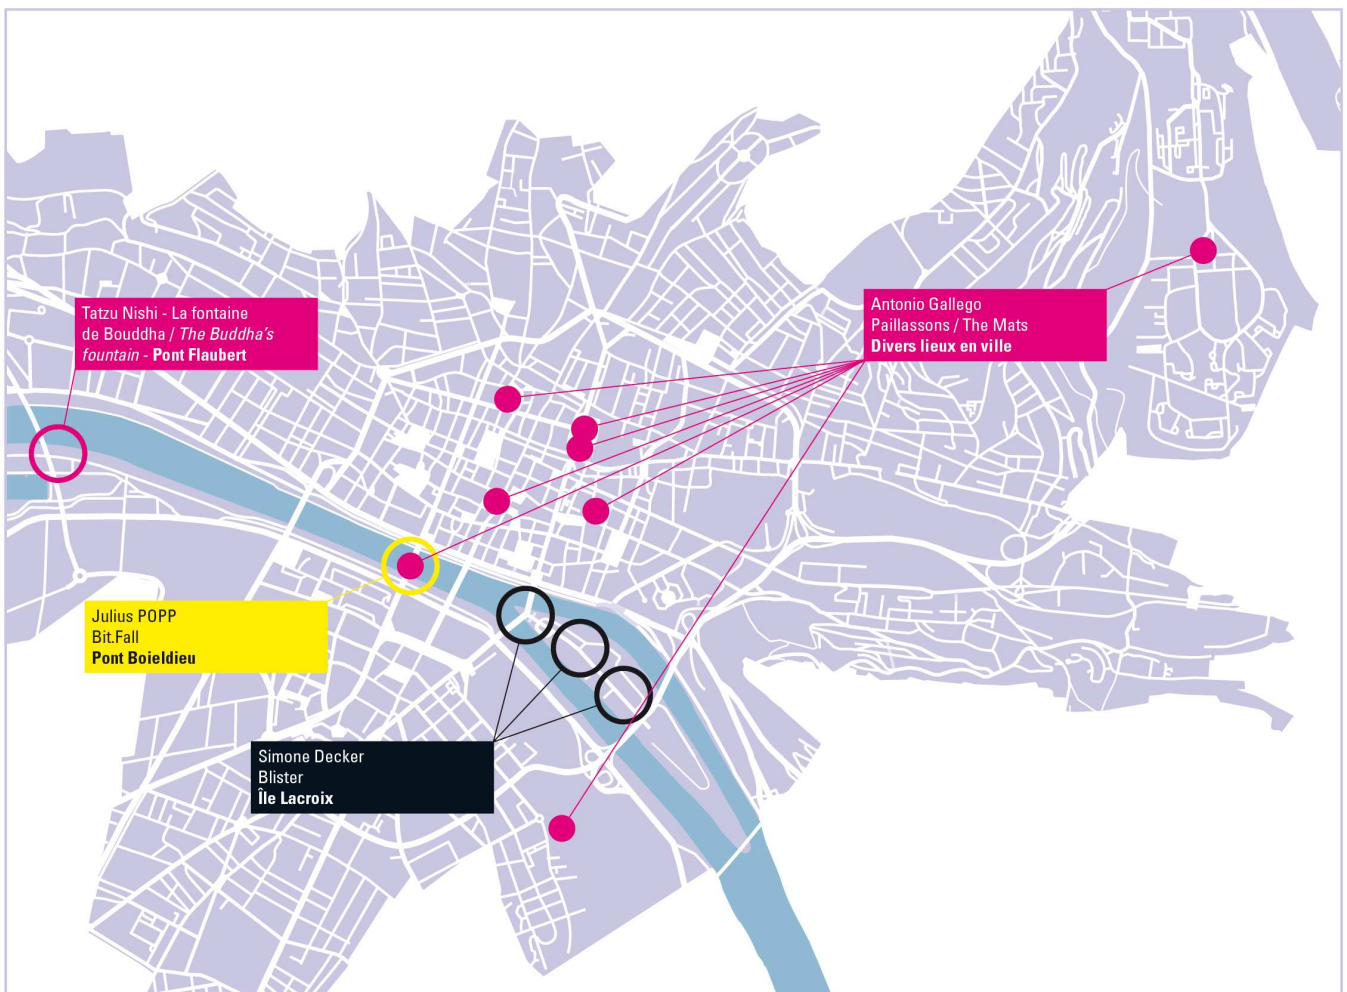 Tatzu Nishi - La fontaine
de Bouddha / The Buddha's
fountain - Pont Flaubert
Antonio Gallego
Paillassons / The Mats
Divers lieux en ville
Julius POPP
Bit.Fall
Pont Boieldieu
Simone Decker
Blister
Île Lacroix